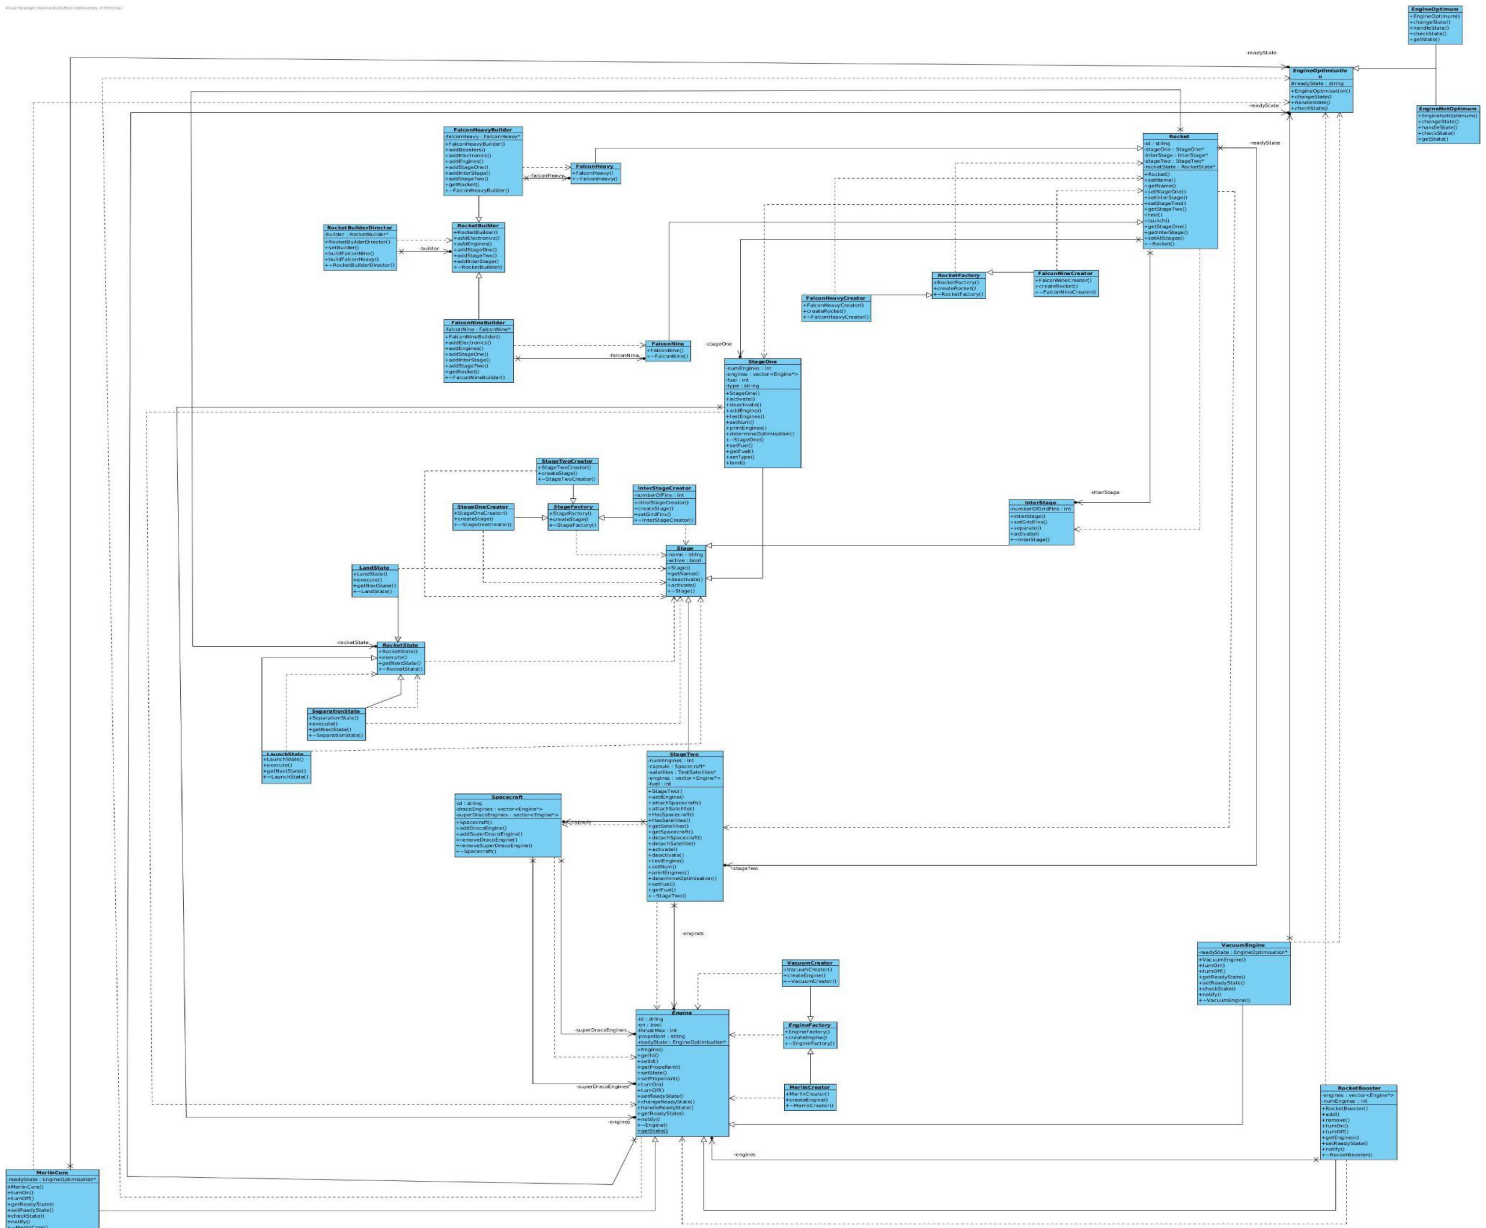 EngineOptimum
+EngineOptimum()
+changeState()
+handleState()
+checkState()
+getState()
-readyState
EngineOptimisatio
n
#readyState : string
+EngineOptimisation()
+changeState()
+handleState()
+checkState()
-readyState
EngineNotOptimum
+EngineNotOptimum()
+changeState()
+handleState()
+checkState()
+getState()
FalconHeavyBuilder
-falconHeavy : FalconHeavy*
+FalconHeavyBuilder()
+addBoosters()
+addElectronics()
+addEngines()
+addStageOne()
+addInterStage()
+addStageTwo()
+getRocket()
+~FalconHeavyBuilder()
-falconHeavy
FalconHeavy
+FalconHeavy()
+~FalconHeavy()
Rocket
-id : string
-stageOne : StageOne*
-interStage : InterStage*
-stageTwo : StageTwo*
-rocketState : RocketState*
+Rocket()
+setName()
+getName()
+setStageOne()
+setInterStage()
+setStageTwo()
+getStageTwo()
+test()
+launch()
+getStageOne()
+getInterStage()
+setAllStages()
+~Rocket()
-readyState
RocketBuilderDirector
-builder : RocketBuilder*
+RocketBuilderDirector()
+setBuilder()
+buildFalconNine()
+buildFalconHeavy()
+~RocketBuilderDirector()
-builder
RocketBuilder
+RocketBuilder()
+addElectronics()
+addEngines()
+addStageOne()
+addStageTwo()
+addInterStage()
+~RocketBuilder()
RocketFactory
+RocketFactory()
+createRocket()
+~RocketFactory()
FalconNineCreator
+FalconNineCreator()
+createRocket()
+~FalconNineCreator()
FalconHeavyCreator
+FalconHeavyCreator()
+createRocket()
+~FalconHeavyCreator()
FalconNineBuilder
-falconNine : FalconNine*
+FalconNineBuilder()
+addElectronics()
+addEngines()
+addStageOne()
+addInterStage()
+addStageTwo()
+getRocket()
+~FalconNineBuilder()
-falconNine
FalconNine
+FalconNine()
+~FalconNine()
-stageOne
StageOne
-numEngines : int
-engines : vector<Engine*>
-fuel : int
-type : string
+StageOne()
+activate()
+deactivate()
+addEngine()
+testEngines()
+setNum()
+printEngines()
+determineOptimisation()
+~StageOne()
+setFuel()
+getFuel()
+setType()
+land()
StageTwoCreator
+StageTwoCreator()
+createStage()
+~StageTwoCreator()
StageOneCreator
+StageOneCreator()
+createStage()
+~StageOneCreator()
StageFactory
+StageFactory()
+createStage()
+~StageFactory()
InterStageCreator
-numberOfFins : int
+InterStageCreator()
+createStage()
+setGridFins()
+~InterStageCreator()
-interStage
InterStage
-numberOfGridFins : int
+InterStage()
+setGridFins()
+separate()
+activate()
+~InterStage()
Stage
-name : string
-active : bool
+Stage()
+getName()
+deactivate()
+activate()
+~Stage()
LandState
+LandState()
+execute()
+getNextState()
+~LandState()
-rocketState
RocketState
+RocketState()
+execute()
+getNextState()
+~RocketState()
SeparationState
+SeparationState()
+execute()
+getNextState()
+~SeparationState()
LaunchState
+LaunchState()
+execute()
+getNextState()
+~LaunchState()
StageTwo
-numEngines : int
-capsule : Spacecraft*
-satellites : TestSatellites*
-engines : vector<Engine*>
-fuel : int
+StageTwo()
+addEngine()
+attachSpacecraft()
+attachSatellite()
+HasSpacecraft()
+HasSatellites()
+getSatellites()
+getSpacecraft()
+detachSpacecraft()
+detachSatellite()
+activate()
+deactivate()
+testEngine()
+setNum()
+printEngines()
+determineOptimisation()
+setFuel()
+getFuel()
+~StageTwo()
-stageTwo
Spacecraft
-id : string
-dracoEngines : vector<Engine*>
-superDracoEngines : vector<Engine*>
+Spacecraft()
+addDracoEngine()
+addSuperDracoEngine()
+removeDracoEngine()
+removeSuperDracoEngine()
+~Spacecraft()
-engines
VacuumEngine
-readyState : EngineOptimisation*
+VacuumEngine()
+turnOn()
+turnOff()
+getReadyState()
+setReadyState()
+checkState()
+notify()
+~VacuumEngine()
VacuumCreator
+VacuumCreator()
+createEngine()
+~VacuumCreator()
EngineFactory
+EngineFactory()
+createEngine()
+~EngineFactory()
MerlinCreator
+MerlinCreator()
+createEngine()
+~MerlinCreator()
-superDracoEngines
-superDracoEngines
-engines
Engine
-id : string
-on : bool
-thrustMax : int
-propellant : string
-readyState : EngineOptimisation*
+Engine()
+getId()
+setId()
+getPropellant()
+setState()
+setPropellant()
+turnOn()
+turnOff()
+setReadyState()
+changeReadyState()
+handleReadyState()
+getReadyState()
+notify()
+~Engine()
+getState()
RocketBooster
-engines : vector<Engine*>
-numEngines : int
+RocketBooster()
+add()
+remove()
+turnOn()
+turnOff()
+getEngines()
+setReadyState()
+notify()
+~RocketBooster()
-engines
MerlinCore
-readyState : EngineOptimisation*
+MerlinCore()
+turnOn()
+turnOff()
+getReadyState()
+setReadyState()
+checkState()
+notify()
+~MerlinCore()